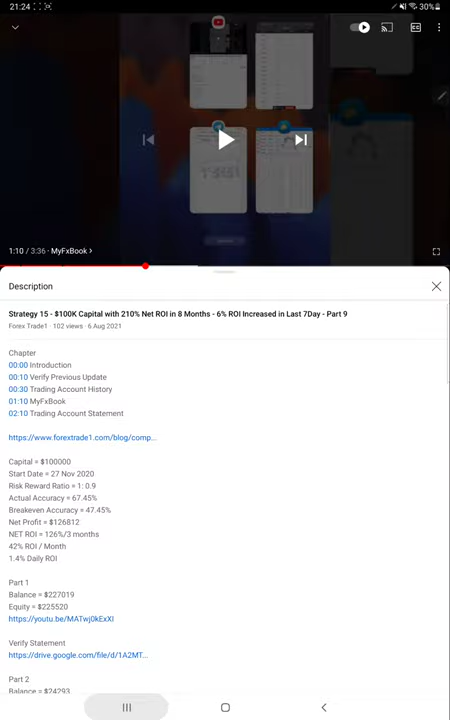 21:24
30%
1:10 / 3:36 · MyFxBook >
Description
Strategy 15 - $100K Capital with 210% Net ROI in 8 Months - 6% ROI Increased in Last 7Day - Part 9
Forex Trade1 · 102 views · 6 Aug 2021
Chapter
00:00 Introduction
00:10 Verify Previous Update
00:30 Trading Account History
01:10 MyFxBook
02:10 Trading Account Statement
https://www.forextrade1.com/blog/comp...
Capital = $100000
Start Date = 27 Nov 2020
Risk Reward Ratio = 1: 0.9
Actual Accuracy = 67.45%
Breakeven Accuracy = 47.45%
Net Profit = $126812
NET ROI = 126%/3 months
42% ROI / Month
1.4% Daily ROI
Part 1
Balance = $227019
Equity = $225520
https://youtu.be/MATwj0kExXI
Verify Statement
https://drive.google.com/file/d/1A2MT...
Part 2
Balance = $24293